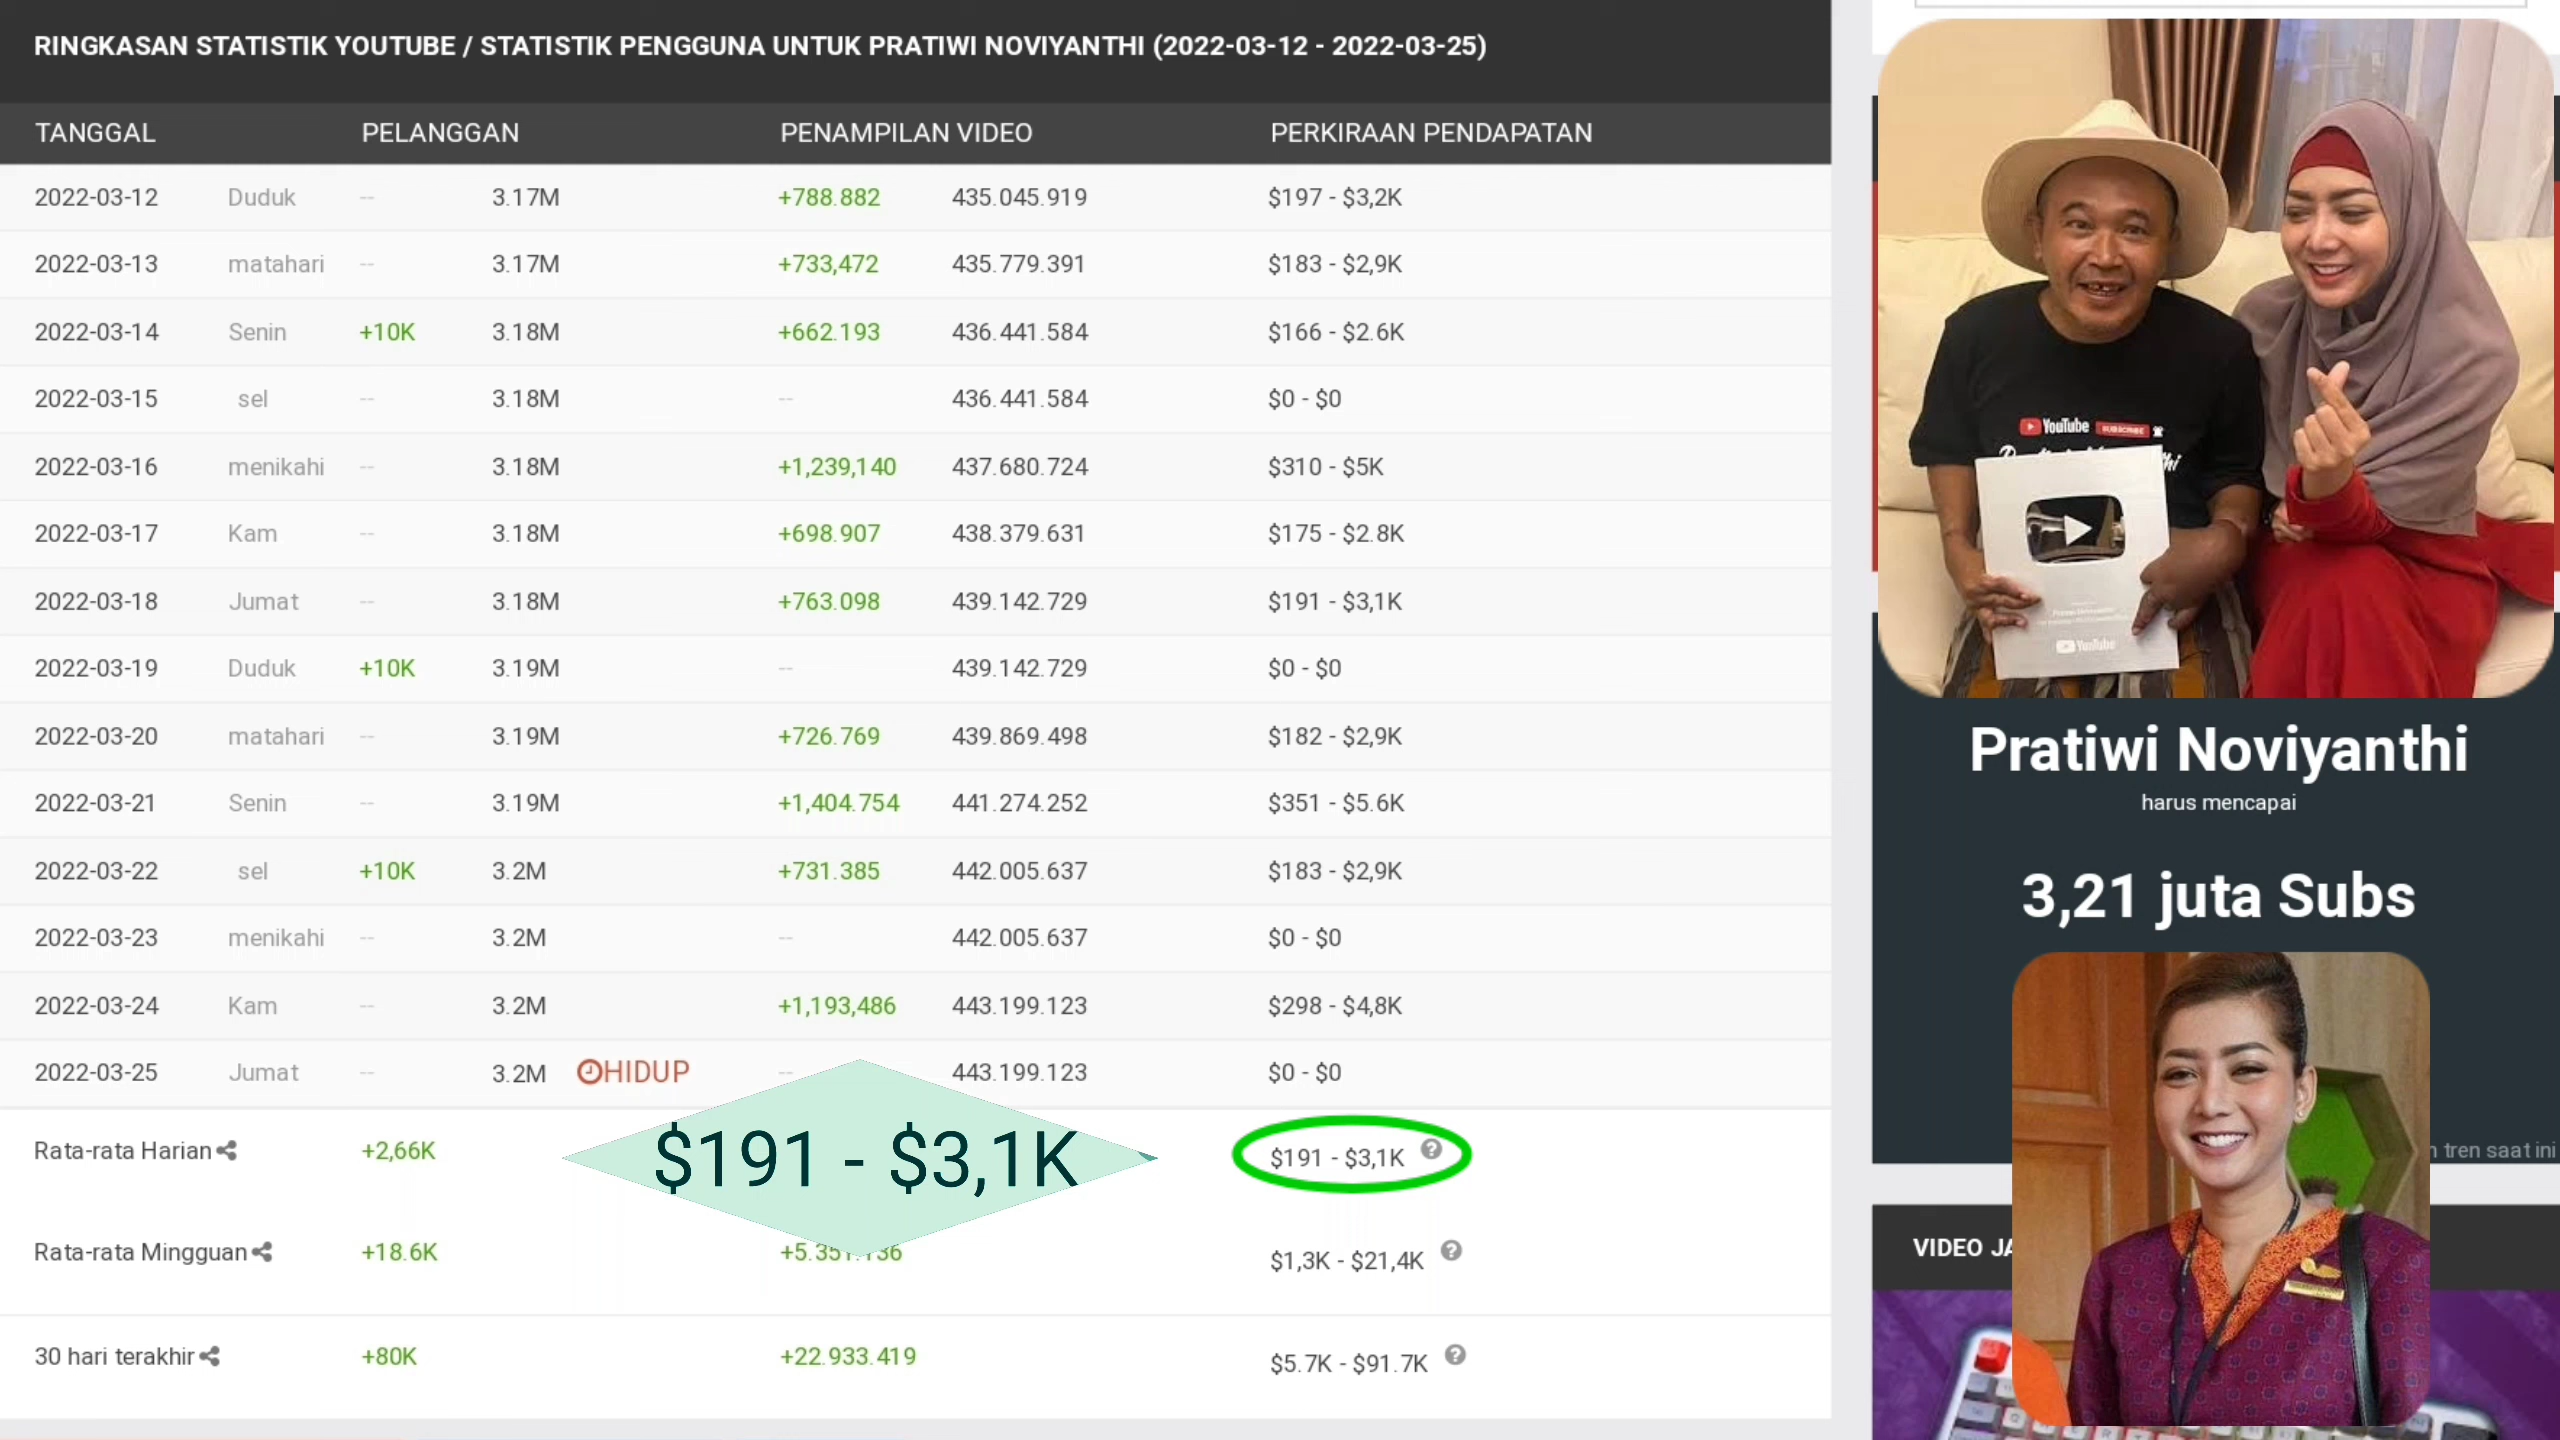 RINGKASAN STATISTIK YOUTUBE / STATISTIK PENGGUNA UNTUK PRATIWI NOVIYANTHI (2022-03-12 - 2022-03-25)
TANGGAL PELANGGAN PENAMPILAN VIDEO PERKIRAAN PENDAPATAN
2022-03-12 Duduk -- 3.17M +788.882 435.045.919 $197 - $3,2K
2022-03-13 matahari -- 3.17M +733,472 435.779.391 $183 - $2,9K
2022-03-14 Senin +10K 3.18M +662.193 436.441.584 $166 - $2.6K
2022-03-15 sel -- 3.18M -- 436.441.584 $0 - $0
2022-03-16 menikahi -- 3.18M +1,239,140 437.680.724 $310 - $5K
2022-03-17 Kam -- 3.18M +698.907 438.379.631 $175 - $2.8K
2022-03-18 Jumat -- 3.18M +763.098 439.142.729 $191 - $3,1K
2022-03-19 Duduk +10K 3.19M -- 439.142.729 $0 - $0
2022-03-20 matahari -- 3.19M +726.769 439.869.498 $182 - $2,9K
2022-03-21 Senin -- 3.19M +1,404.754 441.274.252 $351 - $5.6K
2022-03-22 sel +10K 3.2M +731.385 442.005.637 $183 - $2,9K
2022-03-23 menikahi -- 3.2M -- 442.005.637 $0 - $0
2022-03-24 Kam -- 3.2M +1,193,486 443.199.123 $298 - $4,8K
2022-03-25 Jumat -- 3.2M HIDUP -- 443.199.123 $0 - $0
Rata-rata Harian +2,66K $191 - $3,1K $191 - $3,1K
Rata-rata Mingguan +18.6K $1,3K - $21,4K
30 hari terakhir +80K +22.933.419 $5.7K - $91.7K
YouTube SUBSCRIBE
YouTube
Pratiwi Noviyanthi
harus mencapai
3,21 juta Subs
tren saat ini
VIDEO